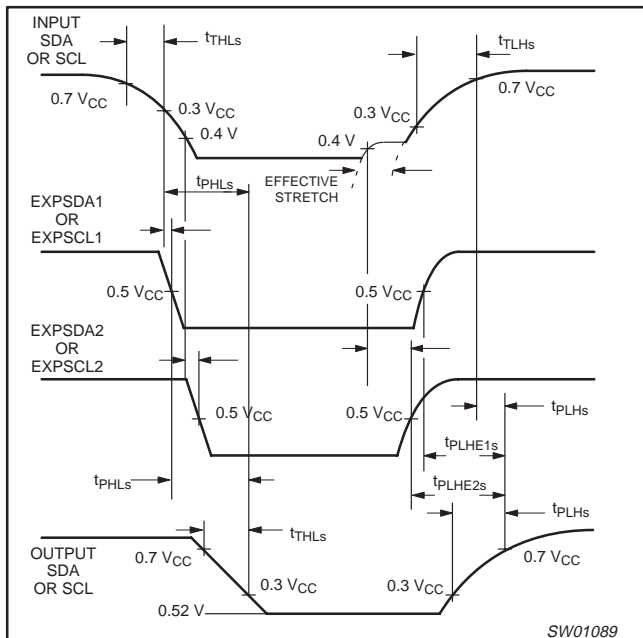 INPUT
SDA
OR SCL
tTHLs
tTLHs
0.7 VCC
0.3 VCC
0.4 V
0.3 VCC
0.7 VCC
0.4 V
tPHLs
EFFECTIVE
STRETCH
EXPSDA1
OR
EXPSCL1
0.5 VCC
0.5 VCC
EXPSDA2
OR
EXPSCL2
0.5 VCC
0.5 VCC
tPLHs
tPLHE1s
tPHLs
tPLHE2s
tTHLs
tPLHs
OUTPUT
SDA
OR SCL
0.7 VCC
0.3 VCC
0.3 VCC
0.7 VCC
0.52 V
SW01089